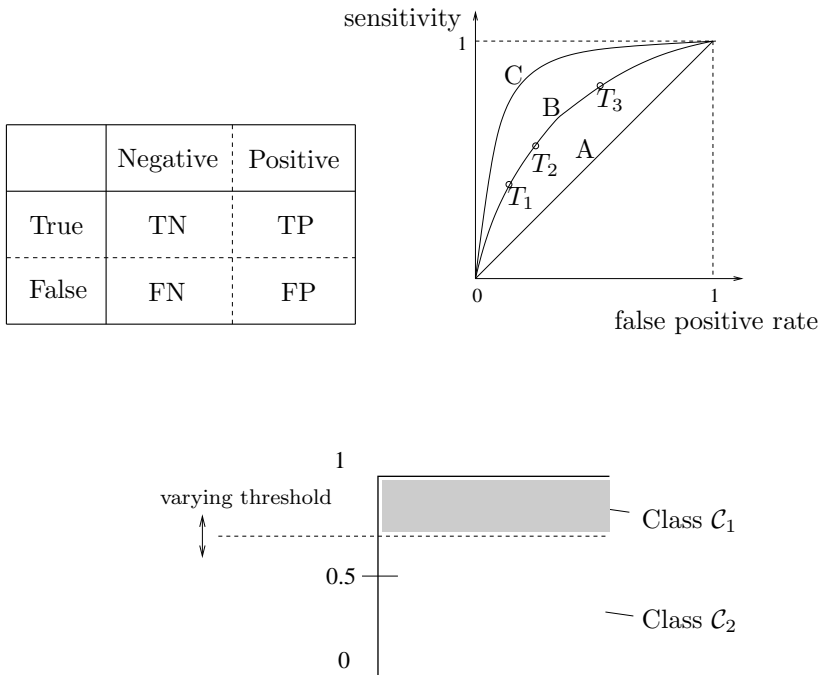 Negative Positive
True TN TP
False FN FP
sensitivity
1
C
B
A
T3
T2
T1
0
1
false positive rate
1
varying threshold
Class C1
0.5
Class C2
0